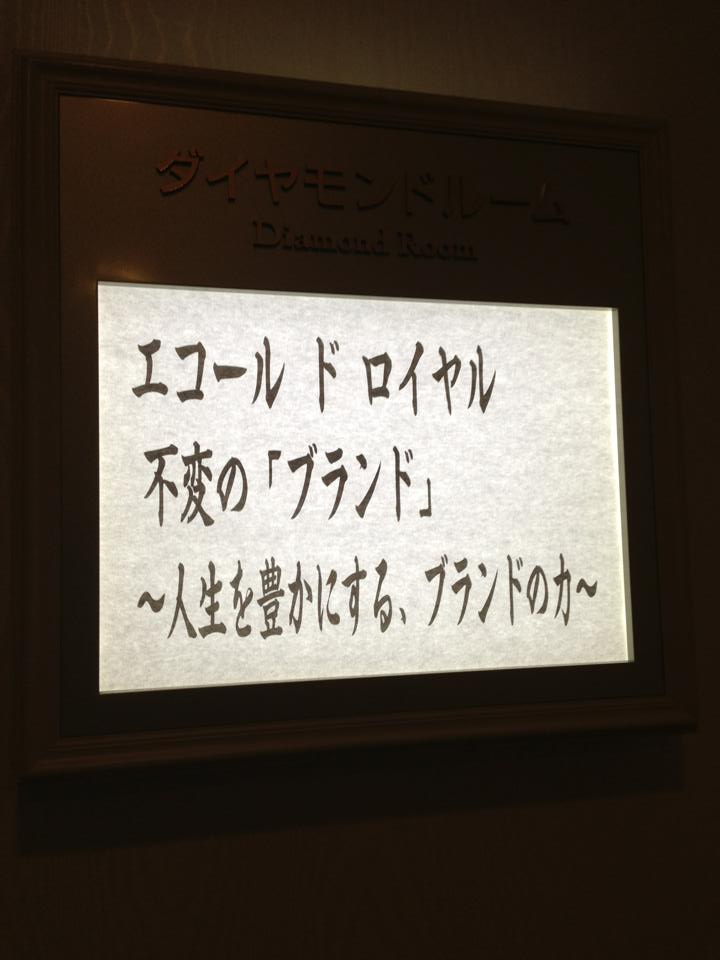 ダイヤモンドルーム
Diamond Room
エコール ド ロイヤル
不変の「ブランド」
～人生を豊かにする、ブランドの力～